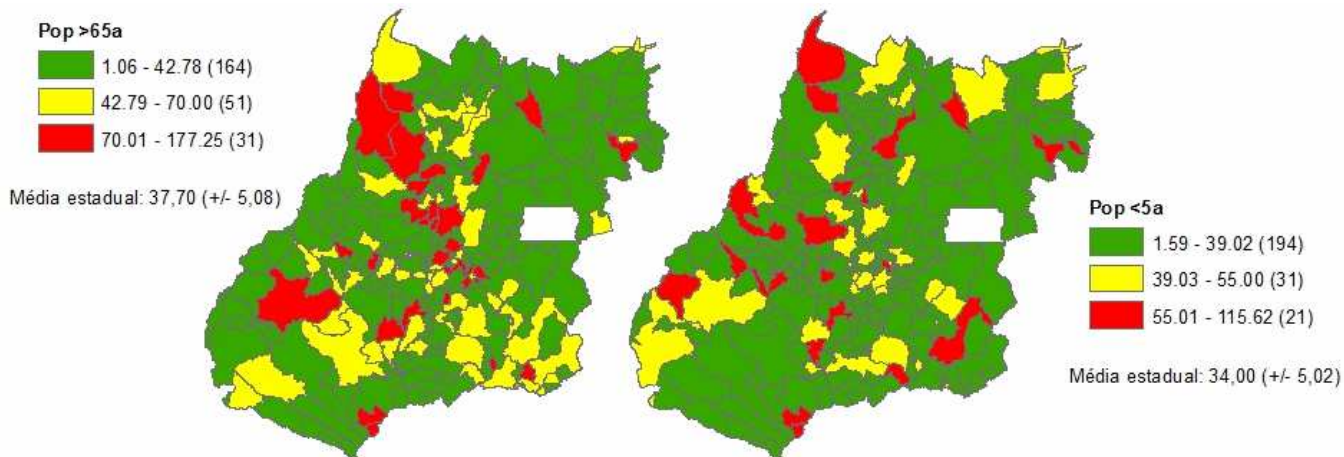 Pop >65a
1.06 - 42.78 (164)
42.79 - 70.00 (51)
70.01 - 177.25 (31)
Média estadual: 37,70 (+/- 5,08)
Pop <5a
1.59 - 39.02 (194)
39.03 - 55.00 (31)
55.01 - 115.62 (21)
Média estadual: 34,00 (+/- 5,02)